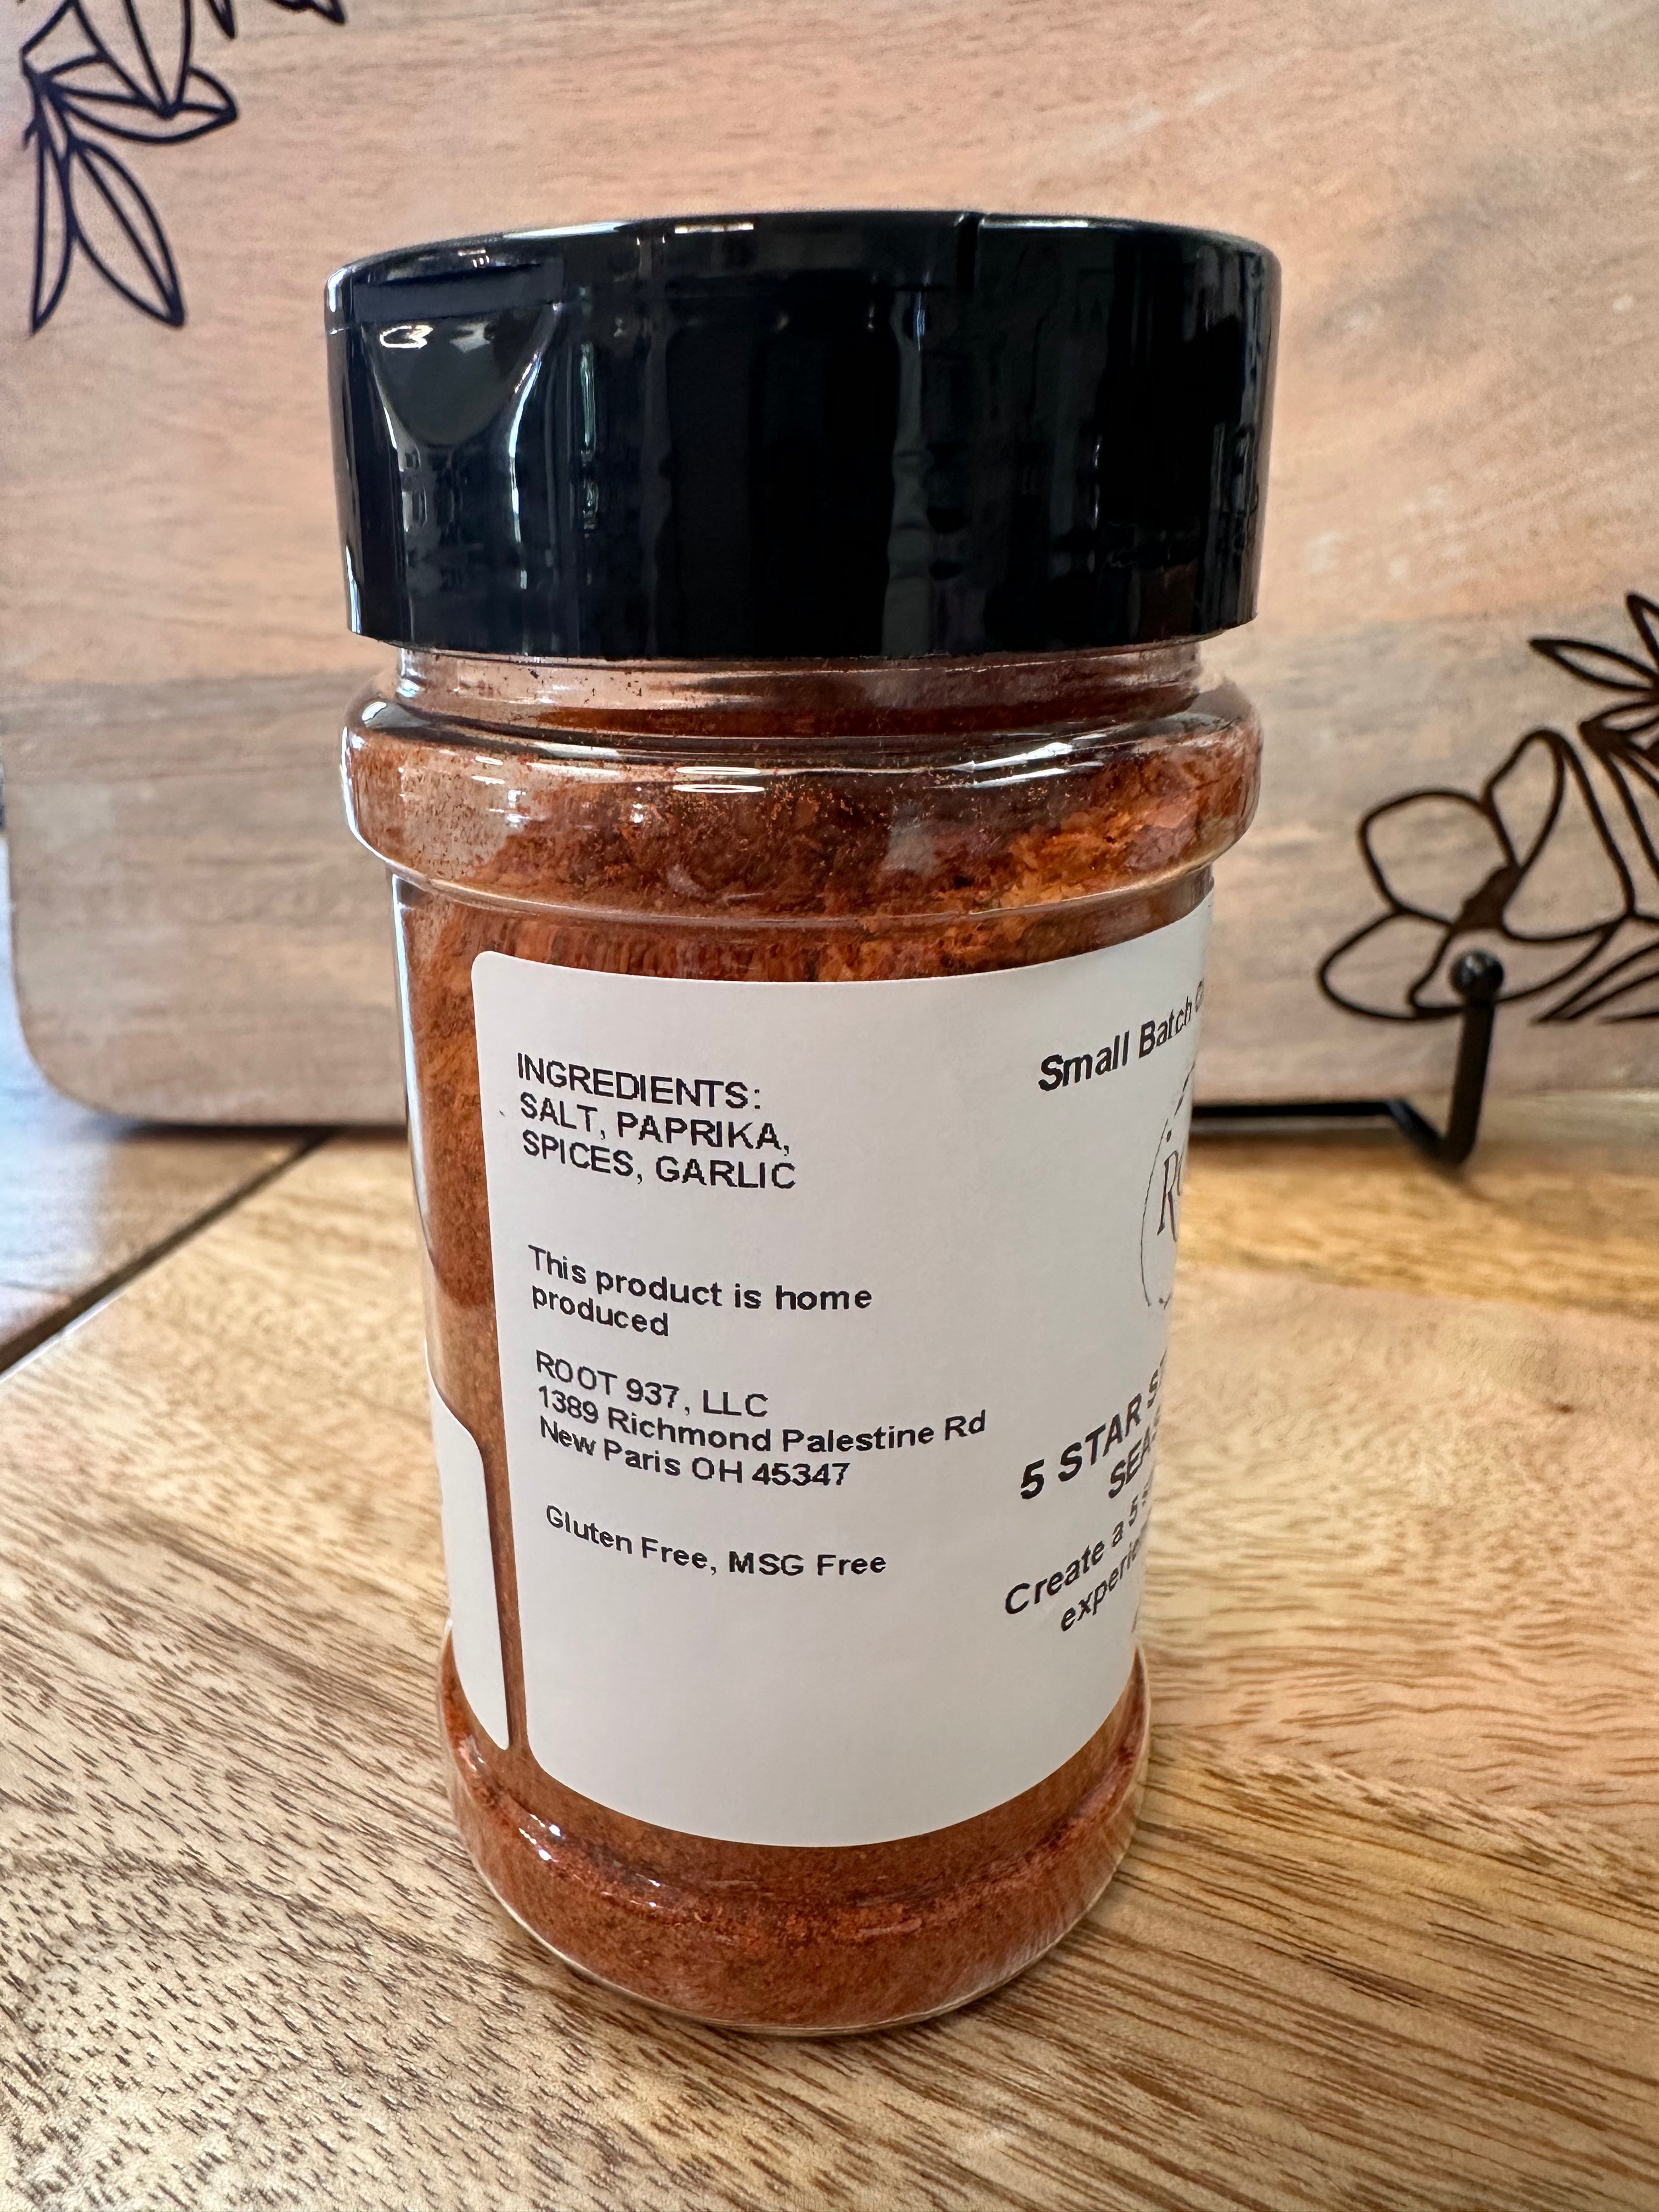 INGREDIENTS:
SALT, PAPRIKA,
SPICES, GARLIC
This product is home
produced
ROOT 937, LLC
1389 Richmond Palestine Rd
New Paris OH 45347
Gluten Free, MSG Free
Small Batch
5 STAR
Create a 5